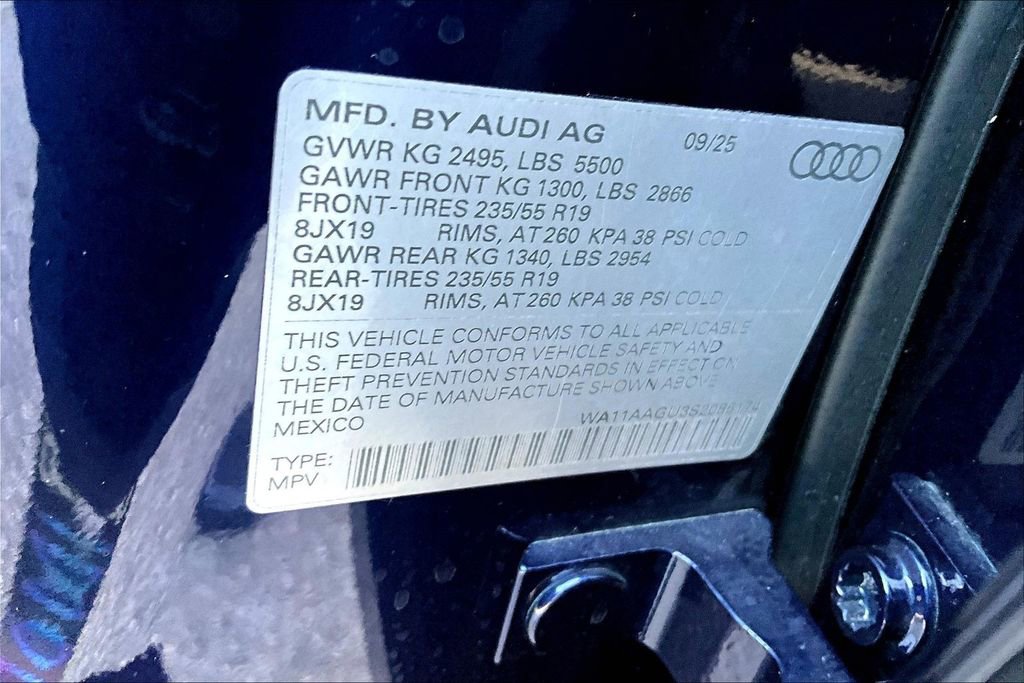 MFD. BY AUDI AG 09/25
GVWR KG 2495, LBS 5500
GAWR FRONT KG 1300, LBS 2866
FRONT-TIRES 235/55 R19
8JX19 RIMS, AT 260 KPA 38 PSI COLD
GAWR REAR KG 1340, LBS 2954
REAR-TIRES 235/55 R19
8JX19 RIMS, AT 260 KPA 38 PSI COLD
THIS VEHICLE CONFORMS TO ALL APPLICABLE
U.S. FEDERAL MOTOR VEHICLE SAFETY AND
THEFT PREVENTION STANDARDS IN EFFECT ON
THE DATE OF MANUFACTURE SHOWN ABOVE
MEXICO
TYPE:
MPV